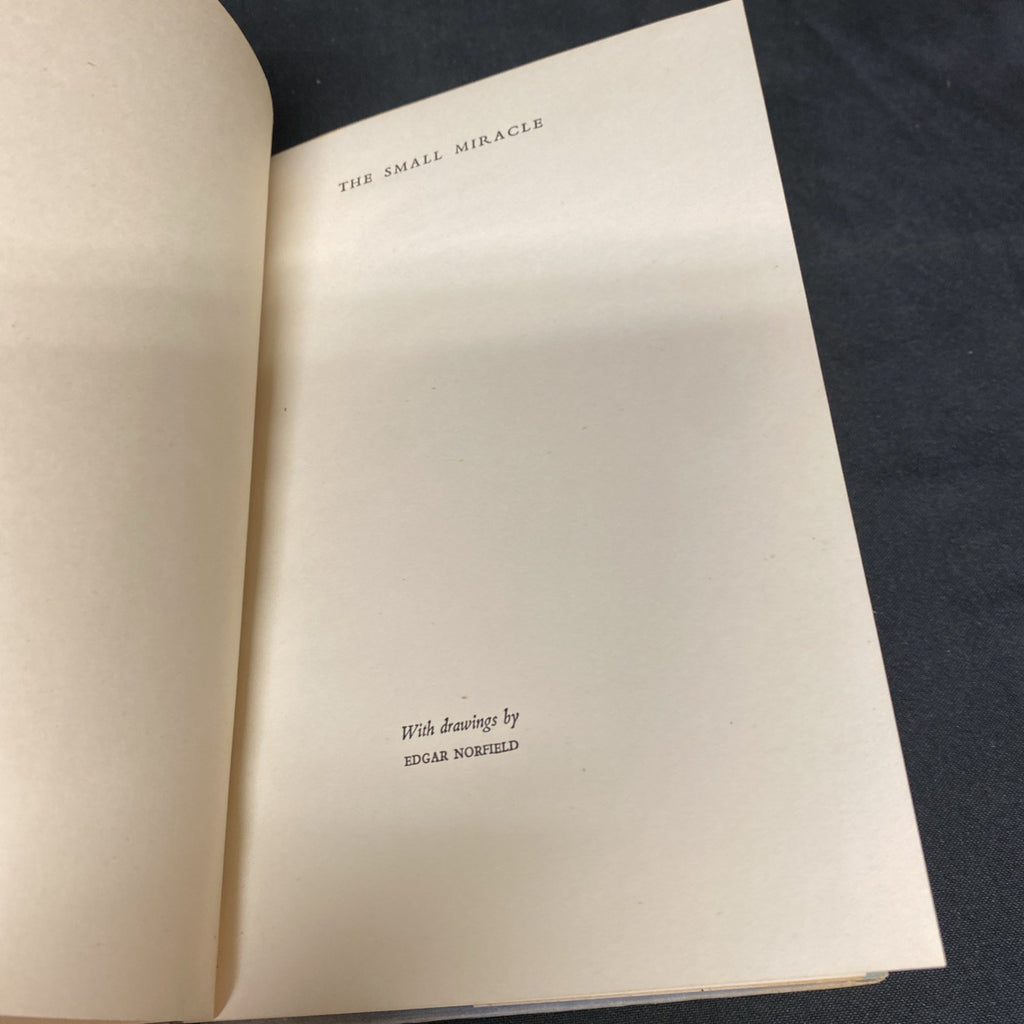 THE SMALL MIRACLE
With drawings by
EDGAR NORFIELD